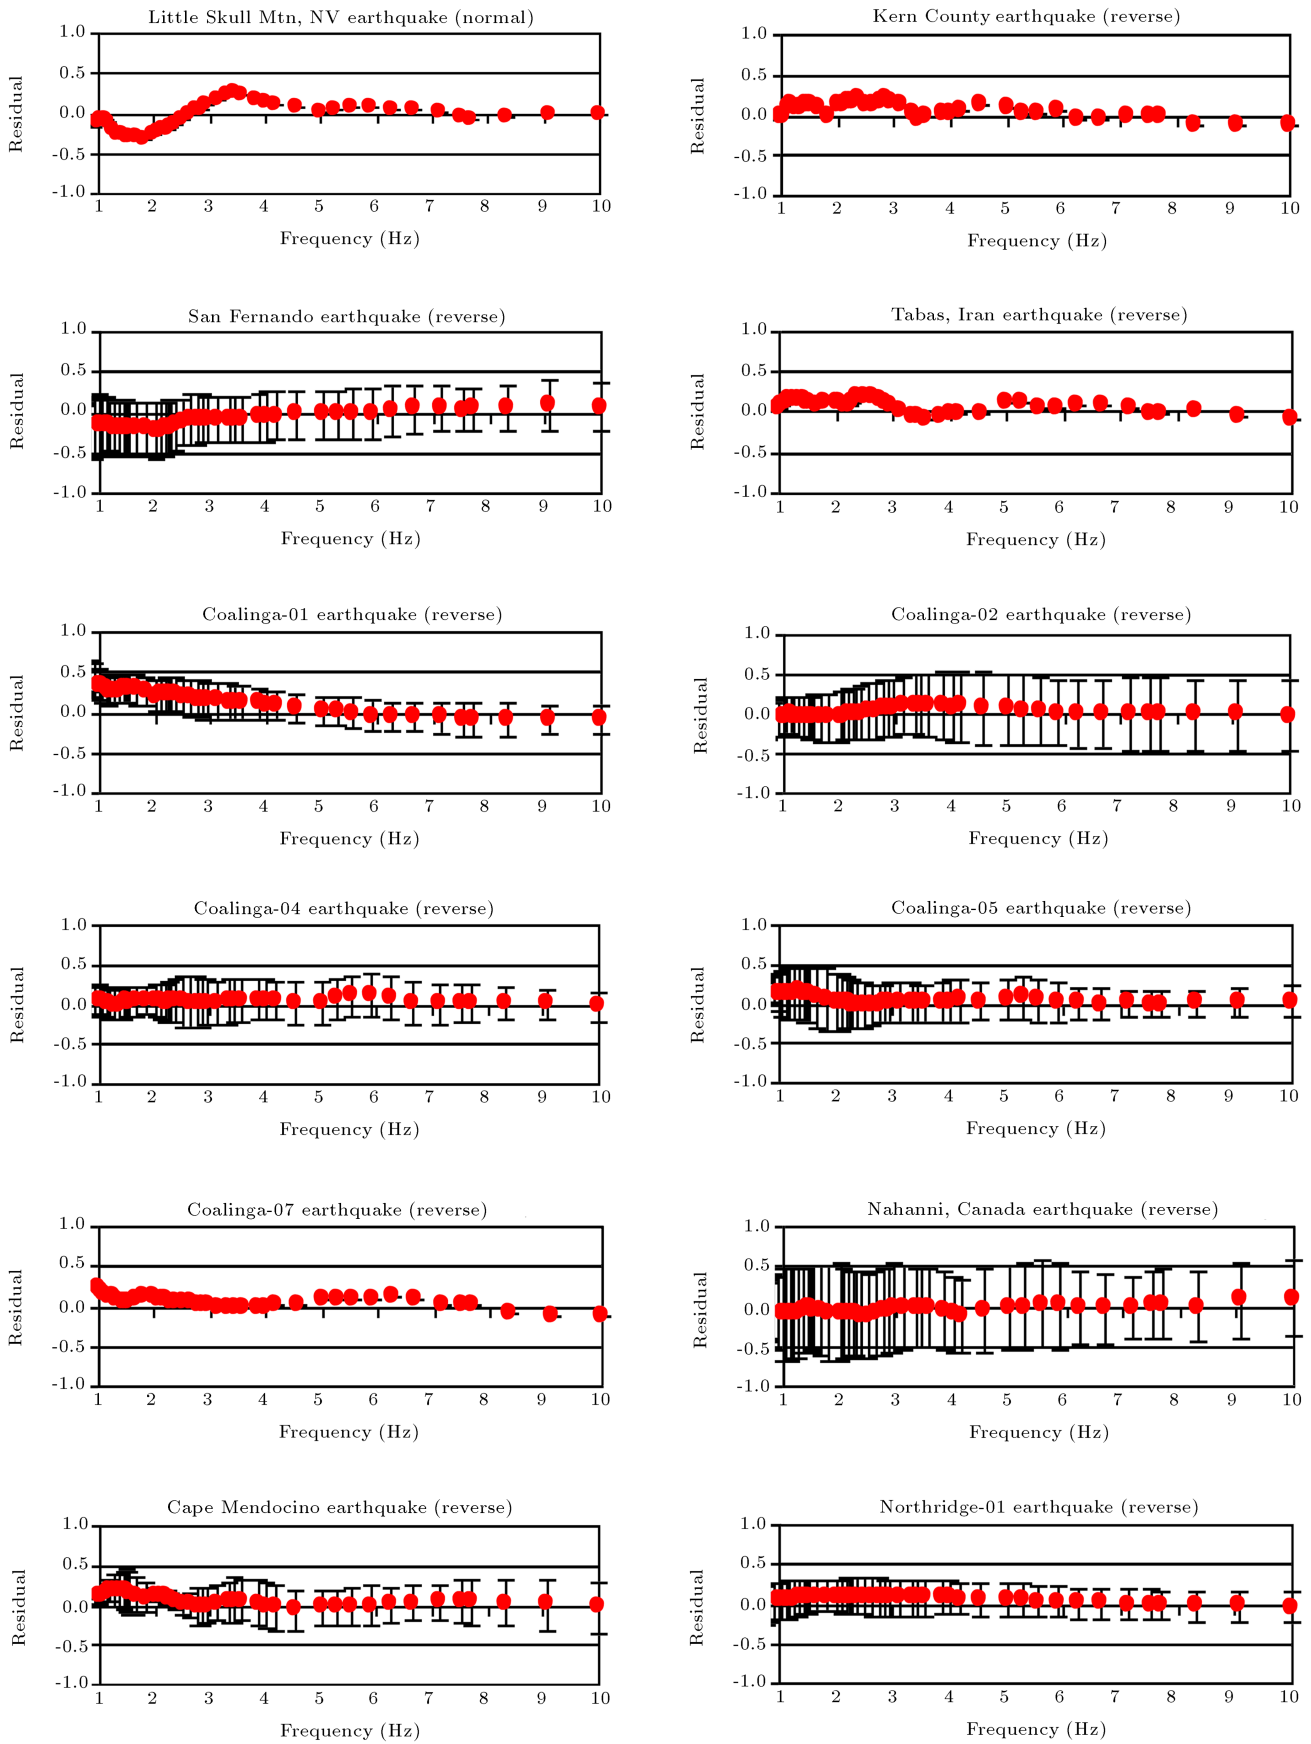 Little Skull Mtn, NV earthquake (normal)
1.0
0.5
0.0
-0.5
-1.0
Residual
1 2 3 4 5 6 7 8 9 10
Frequency (Hz)
Kern County earthquake (reverse)
1.0
0.5
0.0
-0.5
-1.0
Residual
1 2 3 4 5 6 7 8 9 10
Frequency (Hz)
San Fernando earthquake (reverse)
1.0
0.5
0.0
-0.5
-1.0
Residual
1 2 3 4 5 6 7 8 9 10
Frequency (Hz)
Tabas, Iran earthquake (reverse)
1.0
0.5
0.0
-0.5
-1.0
Residual
1 2 3 4 5 6 7 8 9 10
Frequency (Hz)
Coalinga-01 earthquake (reverse)
1.0
0.5
0.0
-0.5
-1.0
Residual
1 2 3 4 5 6 7 8 9 10
Frequency (Hz)
Coalinga-02 earthquake (reverse)
1.0
0.5
0.0
-0.5
-1.0
Residual
1 2 3 4 5 6 7 8 9 10
Frequency (Hz)
Coalinga-04 earthquake (reverse)
1.0
0.5
0.0
-0.5
-1.0
Residual
1 2 3 4 5 6 7 8 9 10
Frequency (Hz)
Coalinga-05 earthquake (reverse)
1.0
0.5
0.0
-0.5
-1.0
Residual
1 2 3 4 5 6 7 8 9 10
Frequency (Hz)
Coalinga-07 earthquake (reverse)
1.0
0.5
0.0
-0.5
-1.0
Residual
1 2 3 4 5 6 7 8 9 10
Frequency (Hz)
Nahanni, Canada earthquake (reverse)
1.0
0.5
0.0
-0.5
-1.0
Residual
1 2 3 4 5 6 7 8 9 10
Frequency (Hz)
Cape Mendocino earthquake (reverse)
1.0
0.5
0.0
-0.5
-1.0
Residual
1 2 3 4 5 6 7 8 9 10
Frequency (Hz)
Northridge-01 earthquake (reverse)
1.0
0.5
0.0
-0.5
-1.0
Residual
1 2 3 4 5 6 7 8 9 10
Frequency (Hz)